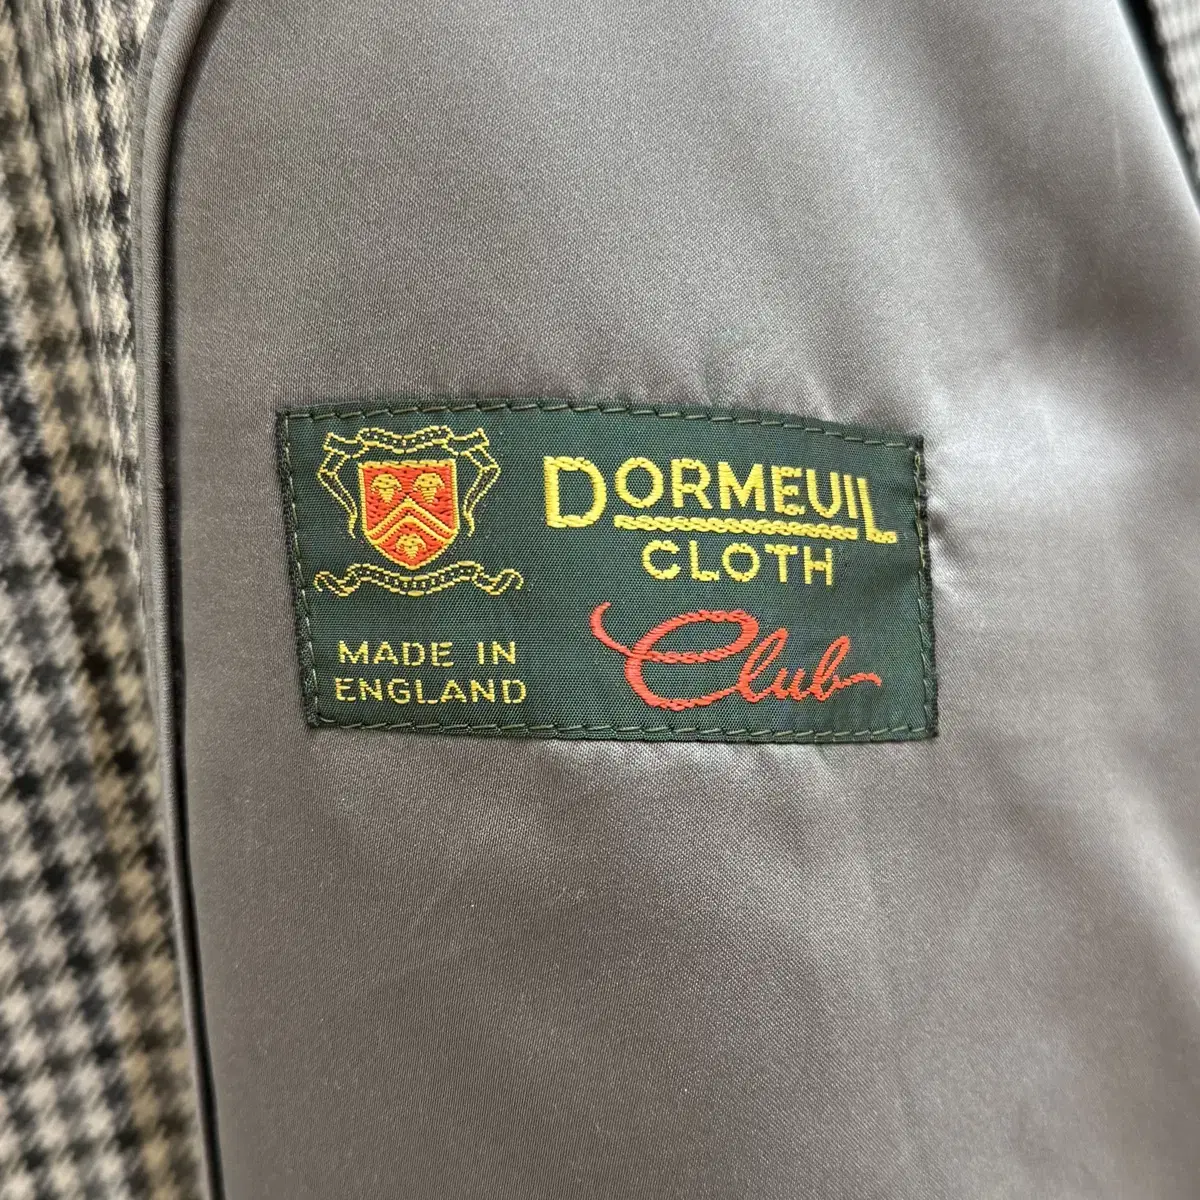 DORMEUIL
CLOTH
Club
MADE IN
ENGLAND